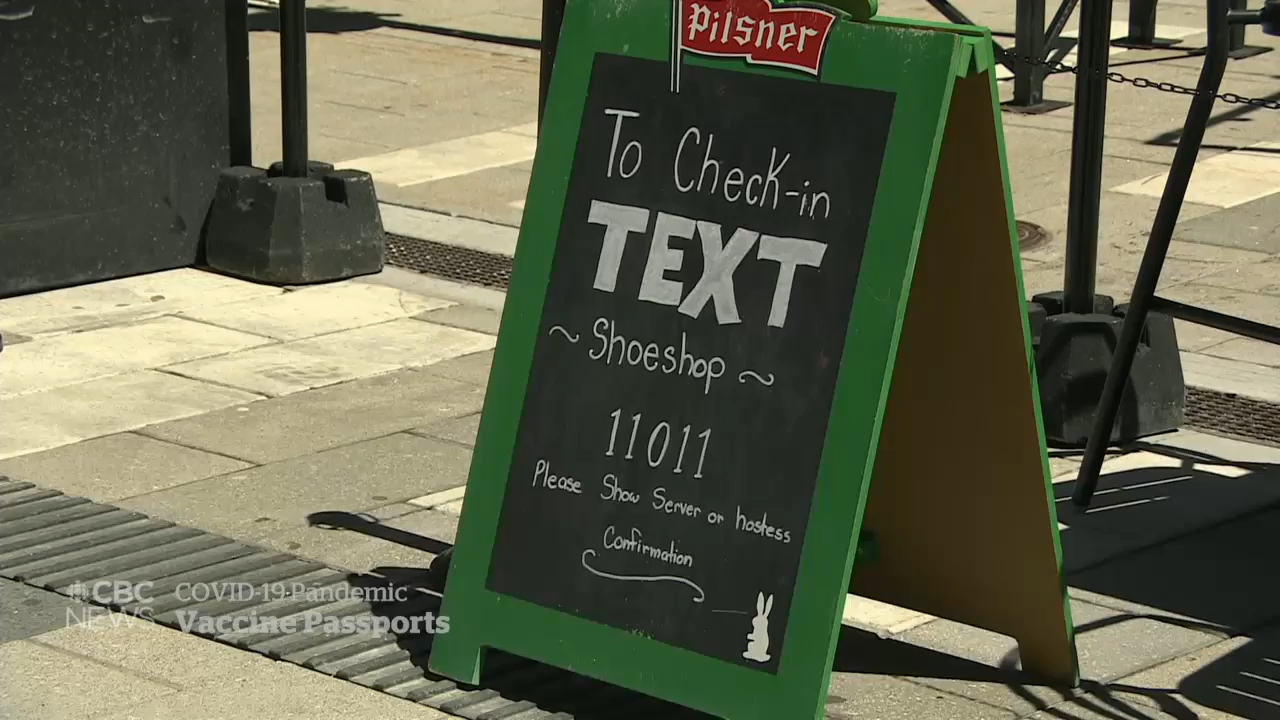 Pilsner
To Check-in
TEXT
~ Shoeshop ~
11011
Please Show Server or hostess
Confirmation
CBC NEWS
COVID-19 Pandemic
Vaccine Passports